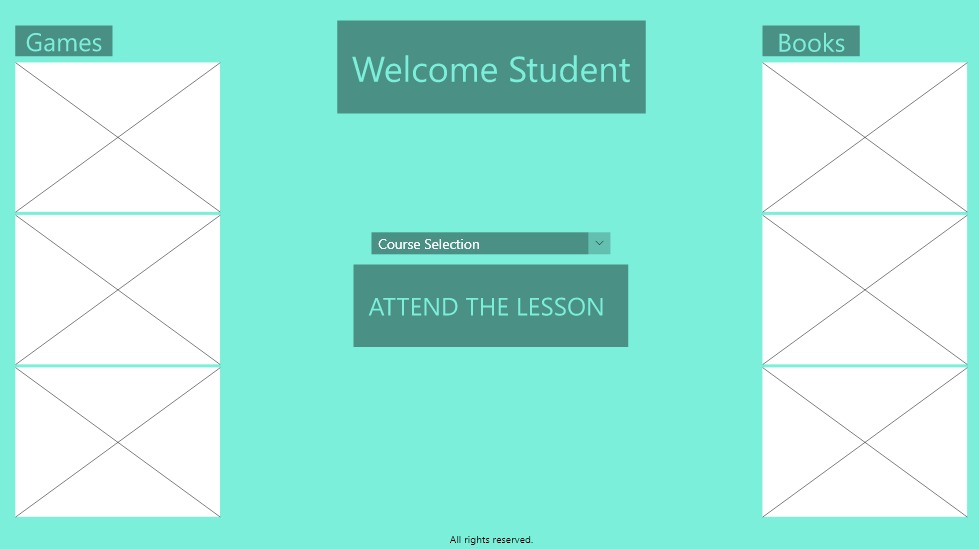 Games
Welcome Student
Books
Course Selection
ATTEND THE LESSON
All rights reserved.